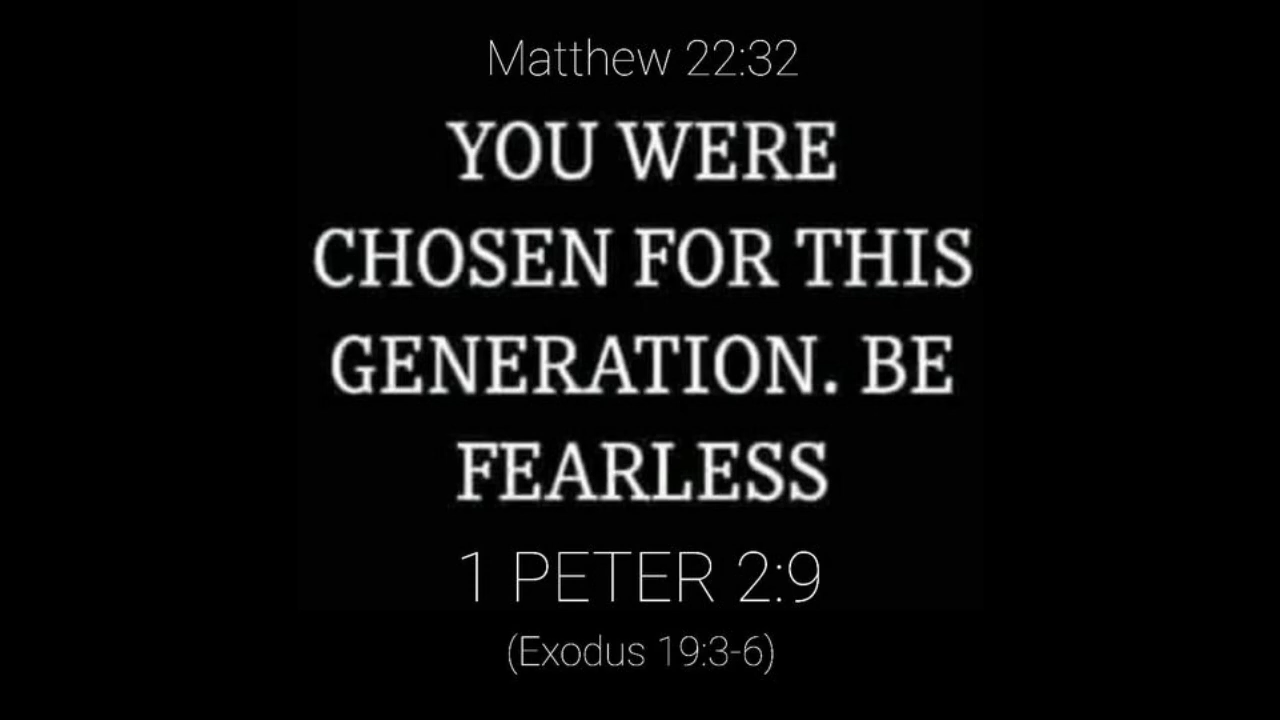 Matthew 22:32
YOU WERE
CHOSEN FOR THIS
GENERATION. BE
FEARLESS
1 PETER 2:9
(Exodus 19:3-6)